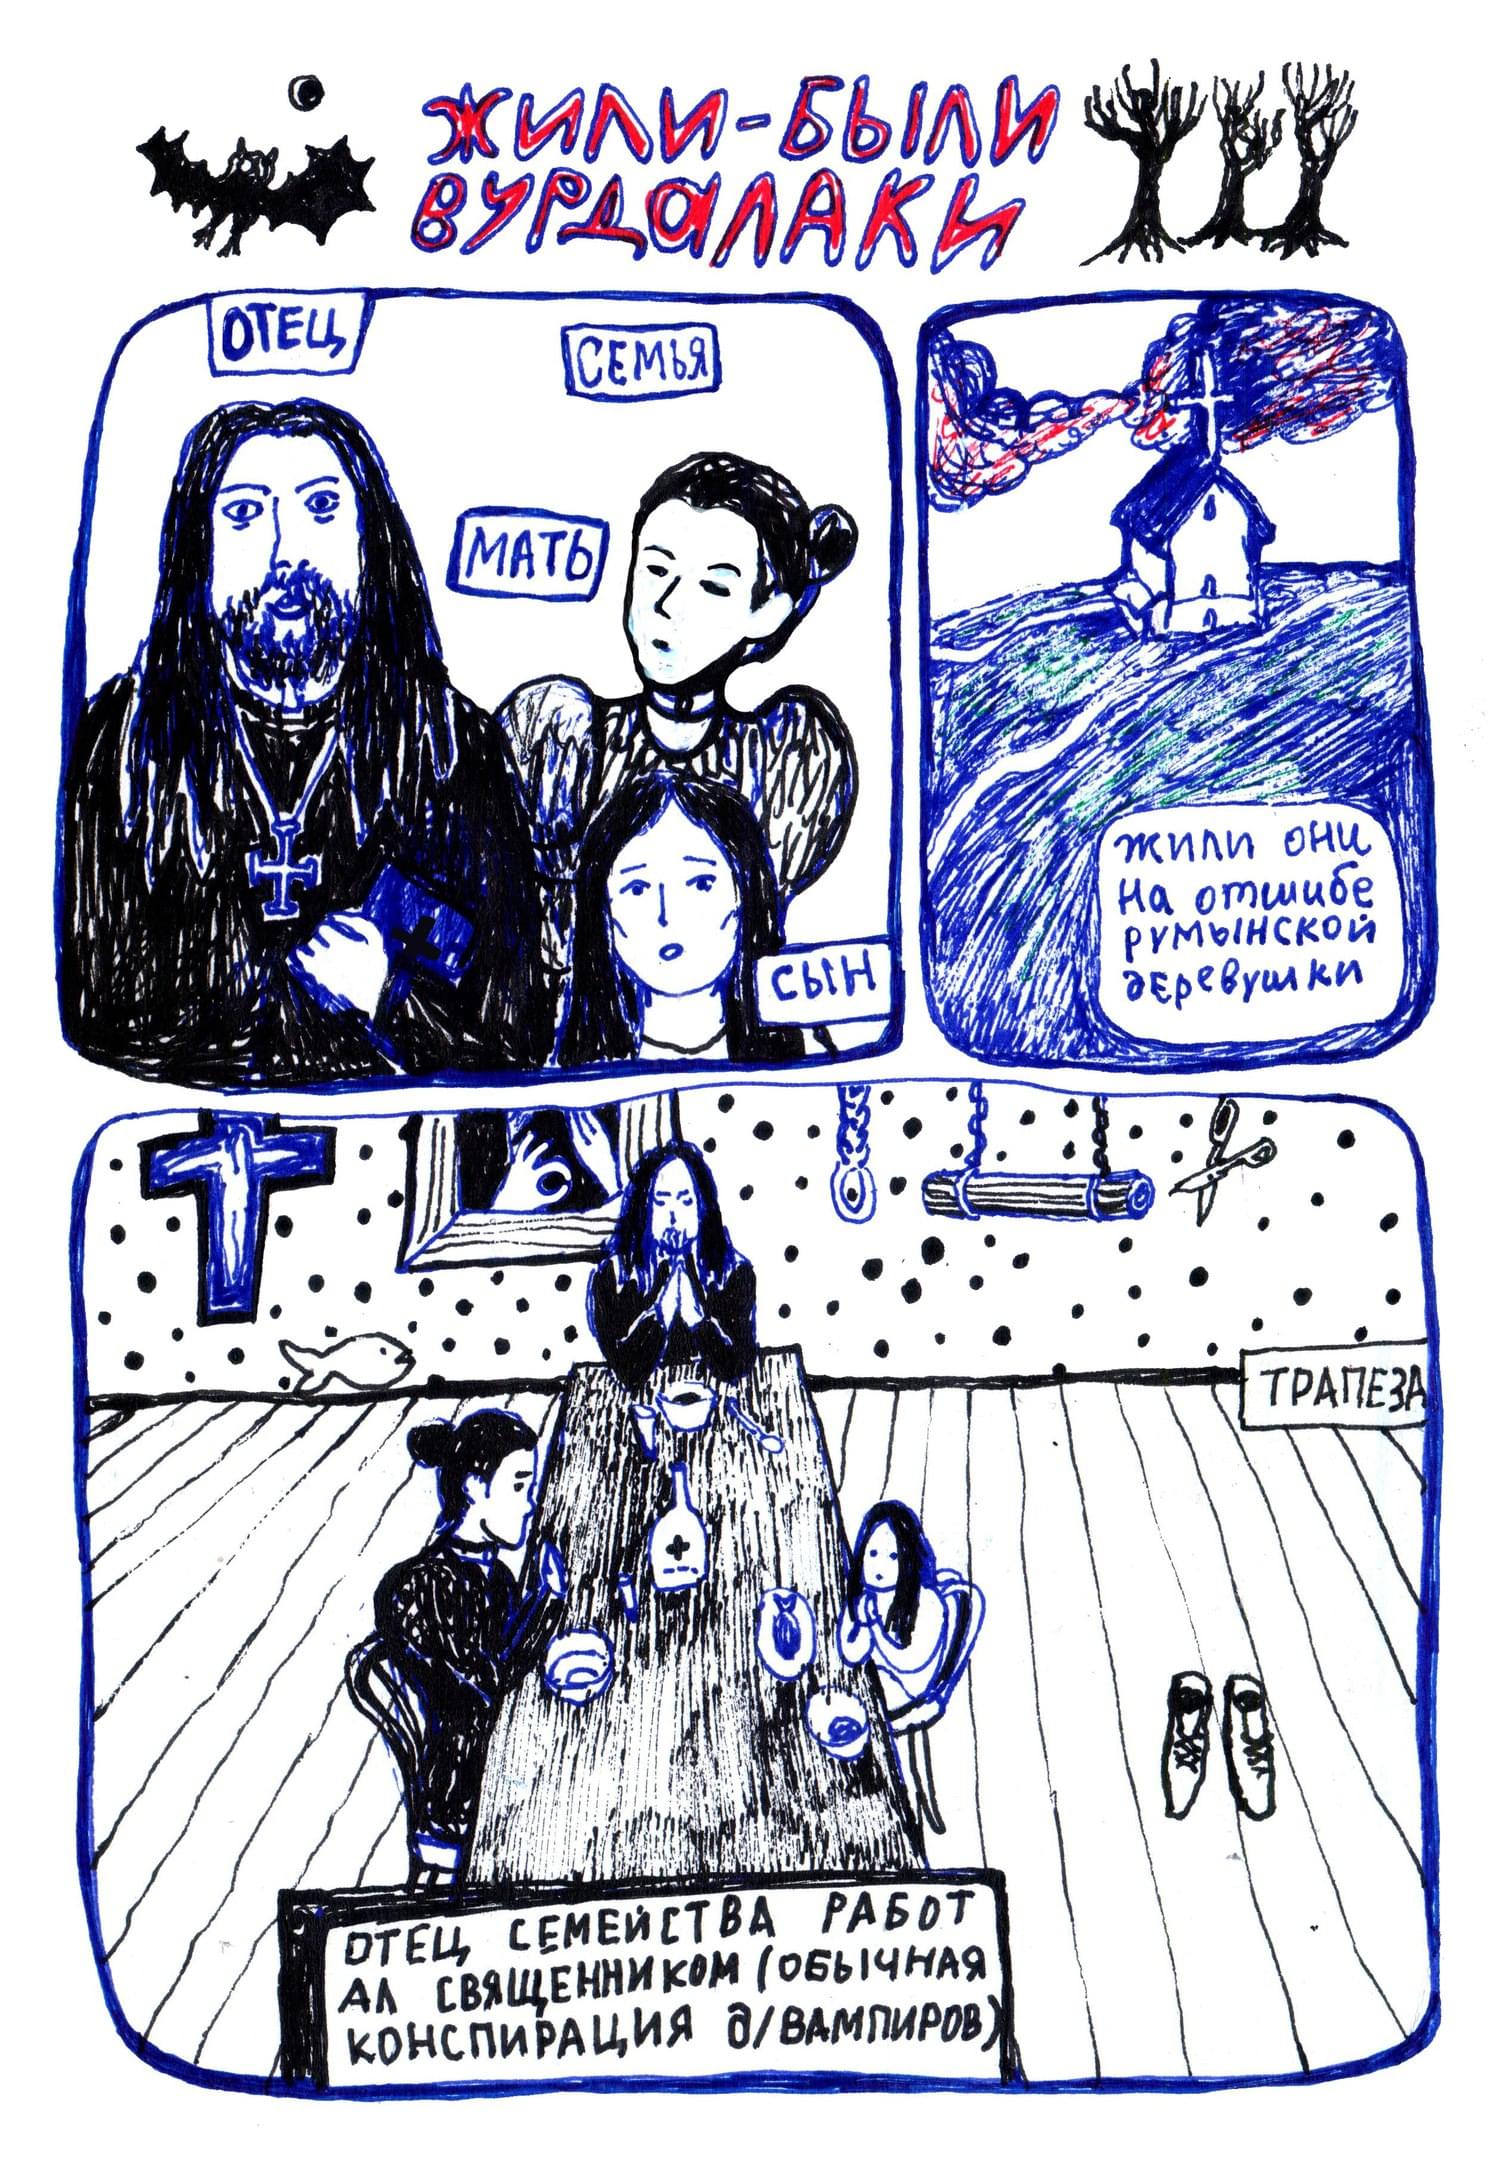 ЖИЛИ-БЫЛИ
ВУРДАЛАКИ
ОТЕЦ
СЕМЬЯ
МАТЬ
СЫН
ЖИЛИ ОНИ
НА ОТШИБЕ
РУМЫНСКОЙ
ДЕРЕВУШКИ
ТРАПЕЗА
ОТЕЦ СЕМЕЙСТВА РАБОТ
АЛ СВЯЩЕННИКОМ (ОБЫЧНАЯ
КОНСПИРАЦИЯ Д/ВАМПИРОВ)